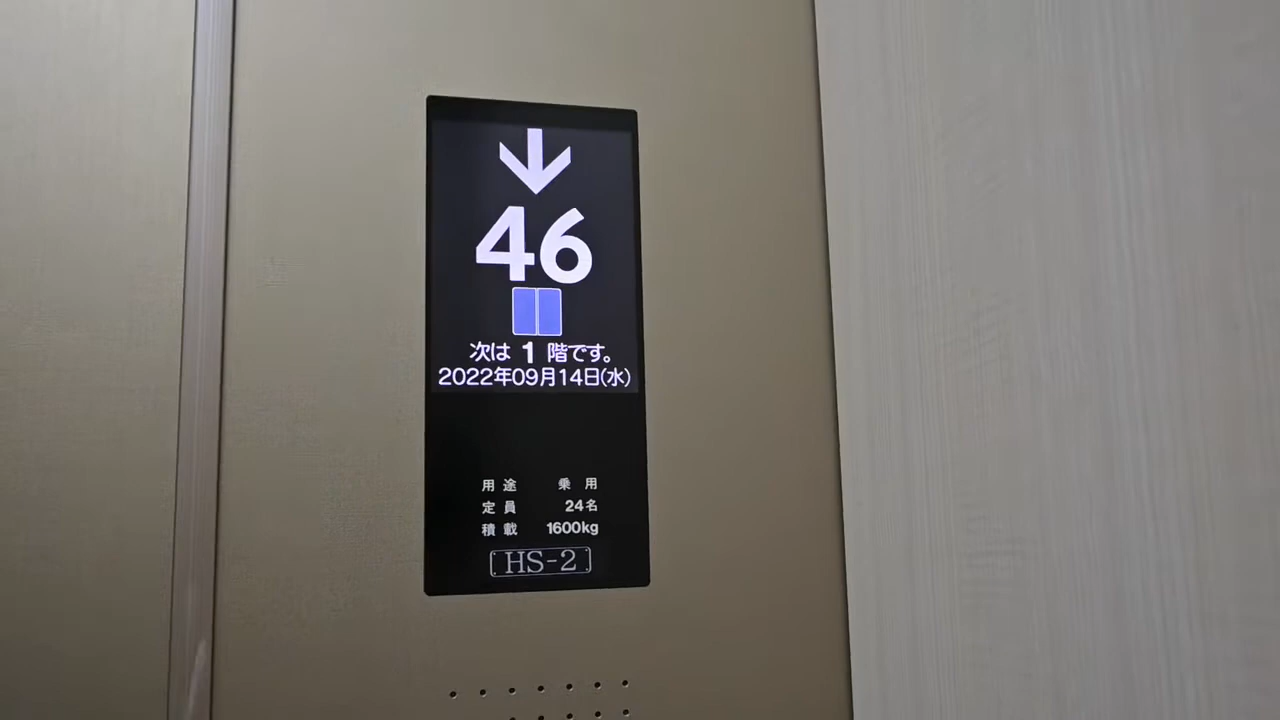 46
次は 1 階です。
2022年09月14日(水)
用途 乗用
定員 24名
積載 1600kg
HS-2